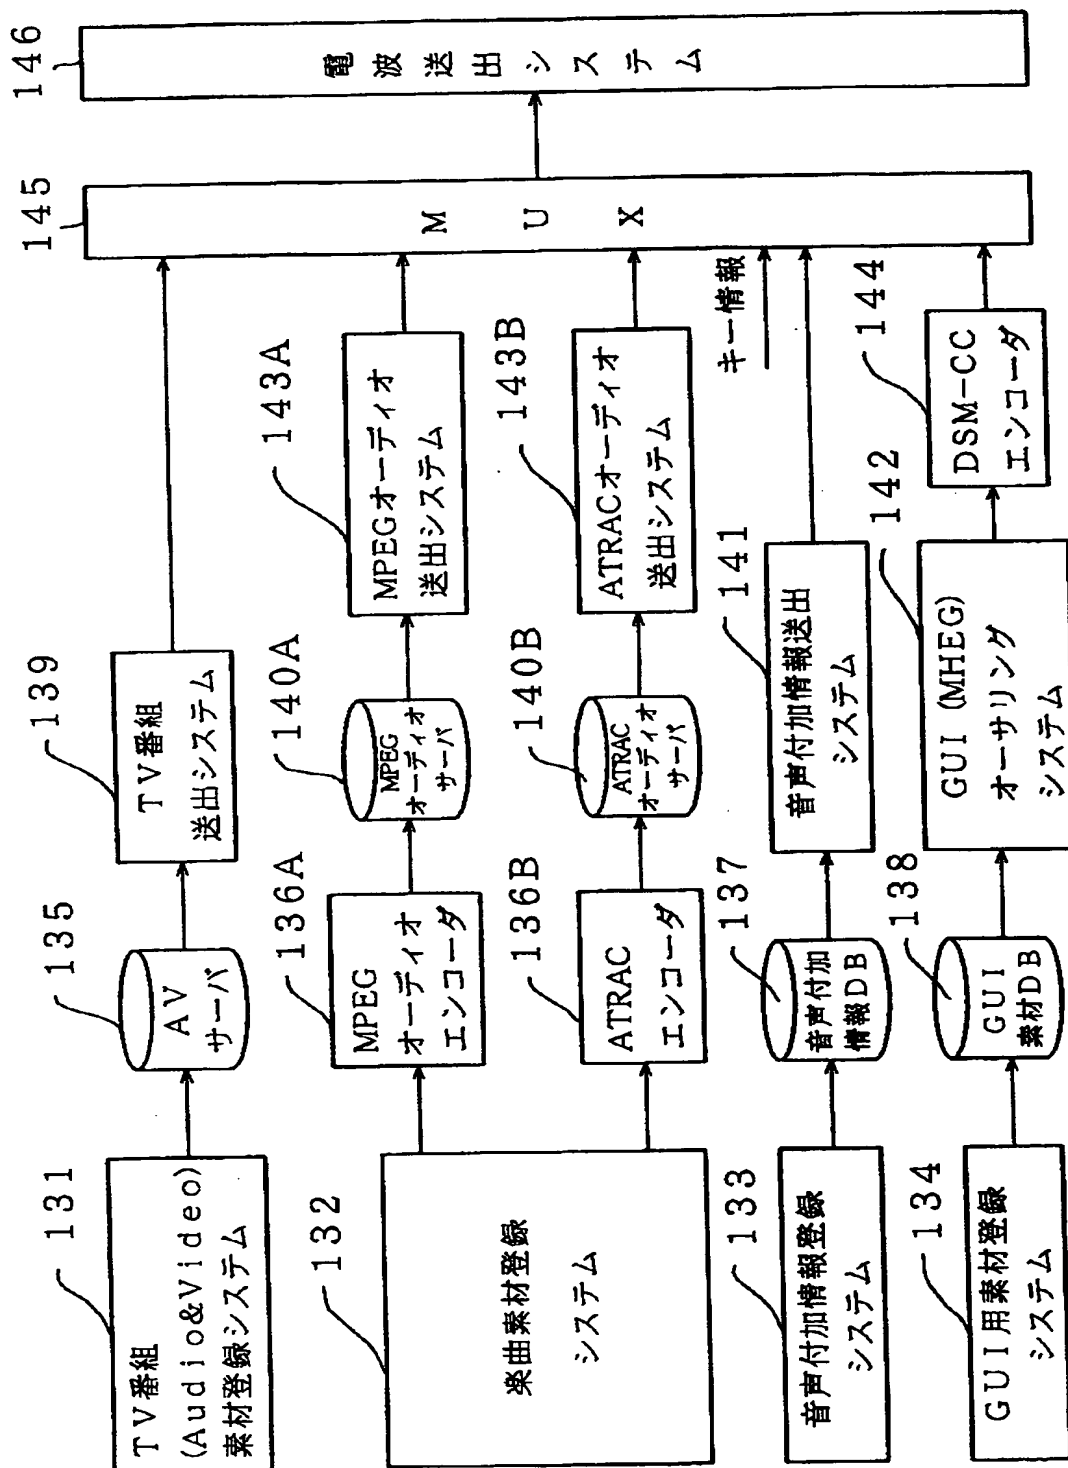 131
TV番組
(Audio&Video)
素材登録システム
135
AV
サーバ
139
TV番組
送出システム
132
楽曲素材登録
システム
136A
MPEG
オーディオ
エンコーダ
140A
MPEG
オーディオ
サーバ
143A
MPEGオーディオ
送出システム
136B
ATRAC
エンコーダ
140B
ATRAC
オーディオ
サーバ
143B
ATRACオーディオ
送出システム
キー情報
133
音声付加情報登録
システム
137
音声付加
情報DB
141
音声付加情報送出
システム
134
GUI用素材登録
システム
138
GUI
素材DB
142
GUI(MHEG)
オーサリング
システム
144
DSM-CC
エンコーダ
145
MUX
146
電波送出システム